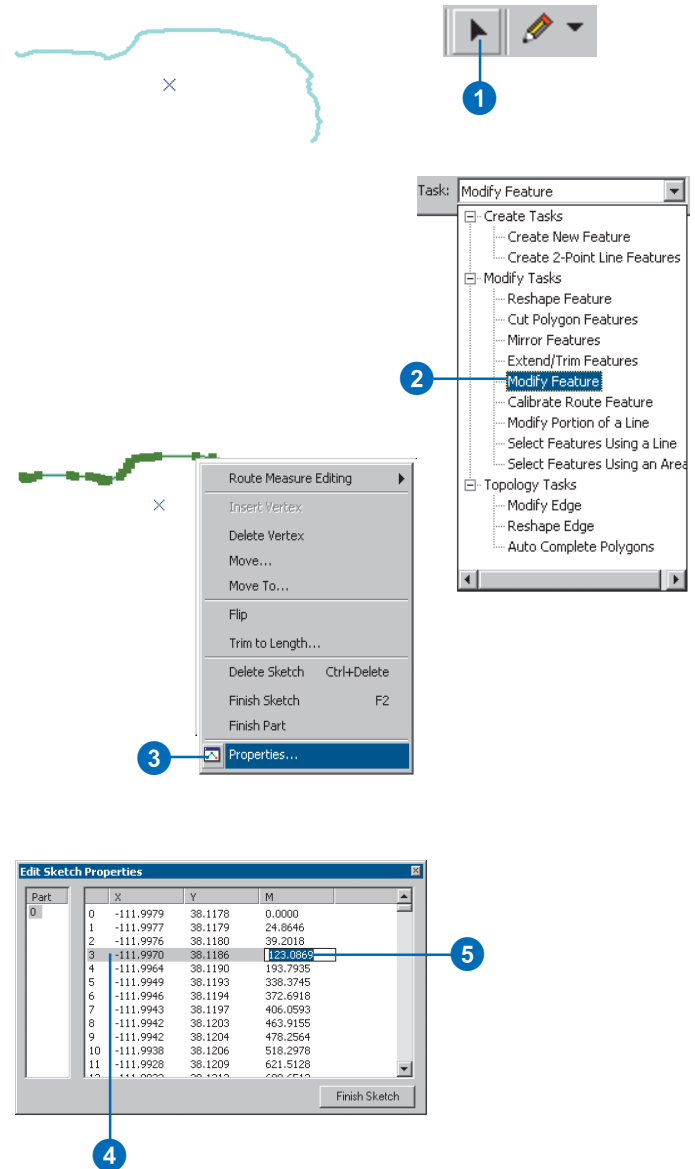 1
Task: Modify Feature
Create Tasks
Create New Feature
Create 2-Point Line Features
Modify Tasks
Reshape Feature
Cut Polygon Features
Mirror Features
Extend/Trim Features
2 Modify Feature
Calibrate Route Feature
Modify Portion of a Line
Select Features Using a Line
Select Features Using an Area
Topology Tasks
Modify Edge
Reshape Edge
Auto Complete Polygons
Route Measure Editing
Insert Vertex
Delete Vertex
Move...
Move To...
Flip
Trim to Length...
Delete Sketch Ctrl+Delete
Finish Sketch F2
Finish Part
3 Properties...
Edit Sketch Properties
Part X Y M
0 0 -111.9979 38.1178 0.0000
1 -111.9977 38.1179 24.8646
2 -111.9976 38.1180 39.2018
3 -111.9970 38.1186 123.0869 5
4 -111.9964 38.1190 193.7935
5 -111.9949 38.1193 338.3745
6 -111.9946 38.1194 372.6918
7 -111.9943 38.1197 406.0593
8 -111.9942 38.1203 463.9155
9 -111.9942 38.1204 478.2564
10 -111.9938 38.1206 518.2978
11 -111.9928 38.1209 621.5128
Finish Sketch
4